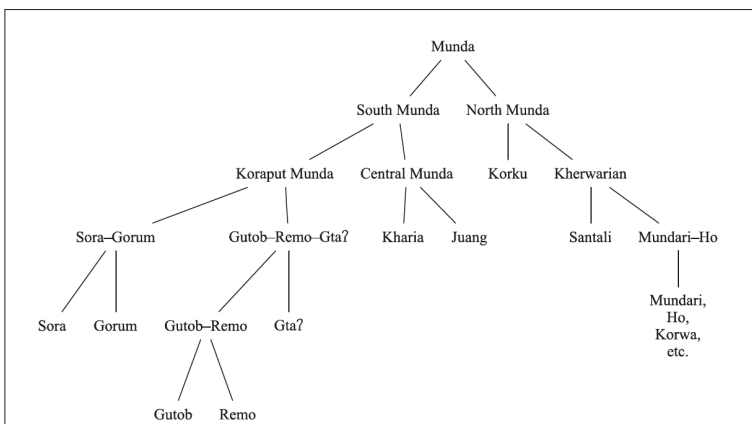 Munda
South Munda North Munda
Koraput Munda Central Munda Korku Kherwarian
Sora–Gorum Gutob–Remo–Gtaʔ Kharia Juang Santali Mundari–Ho
Sora Gorum Gutob–Remo Gtaʔ
Mundari,
Ho,
Korwa,
etc.
Gutob Remo